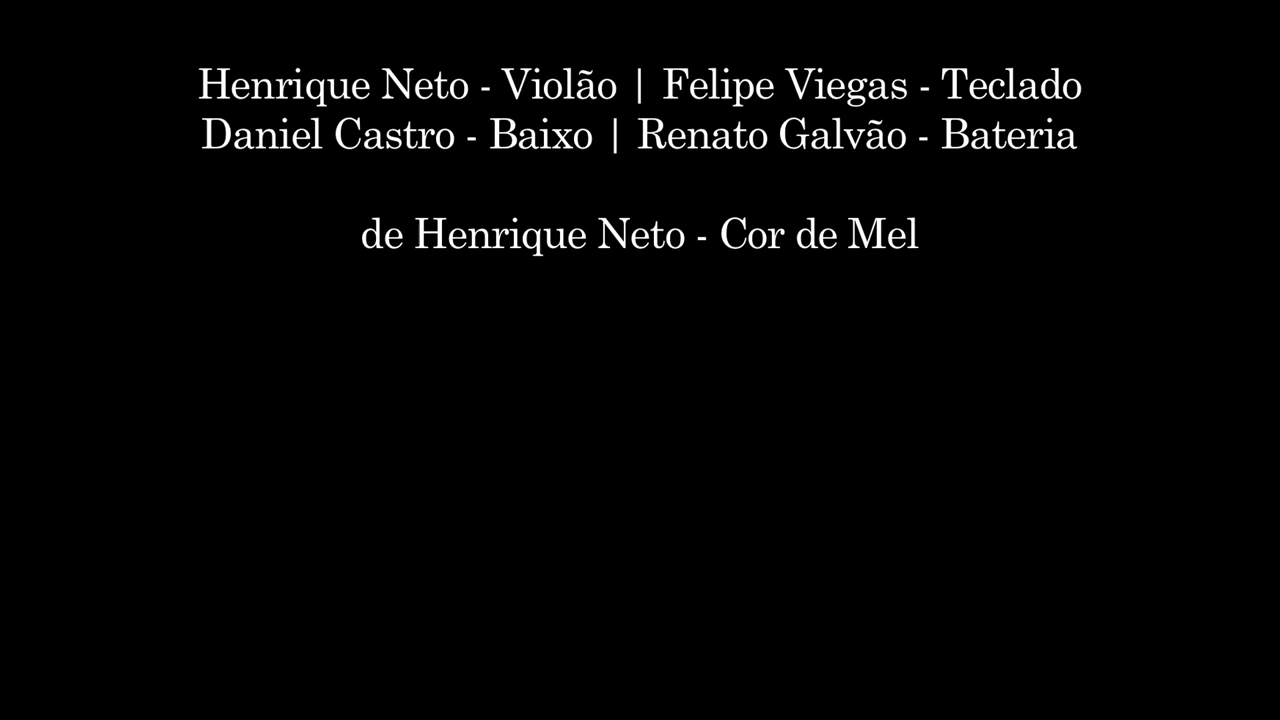 Henrique Neto - Violão | Felipe Viegas - Teclado
Daniel Castro - Baixo | Renato Galvão - Bateria
de Henrique Neto - Cor de Mel